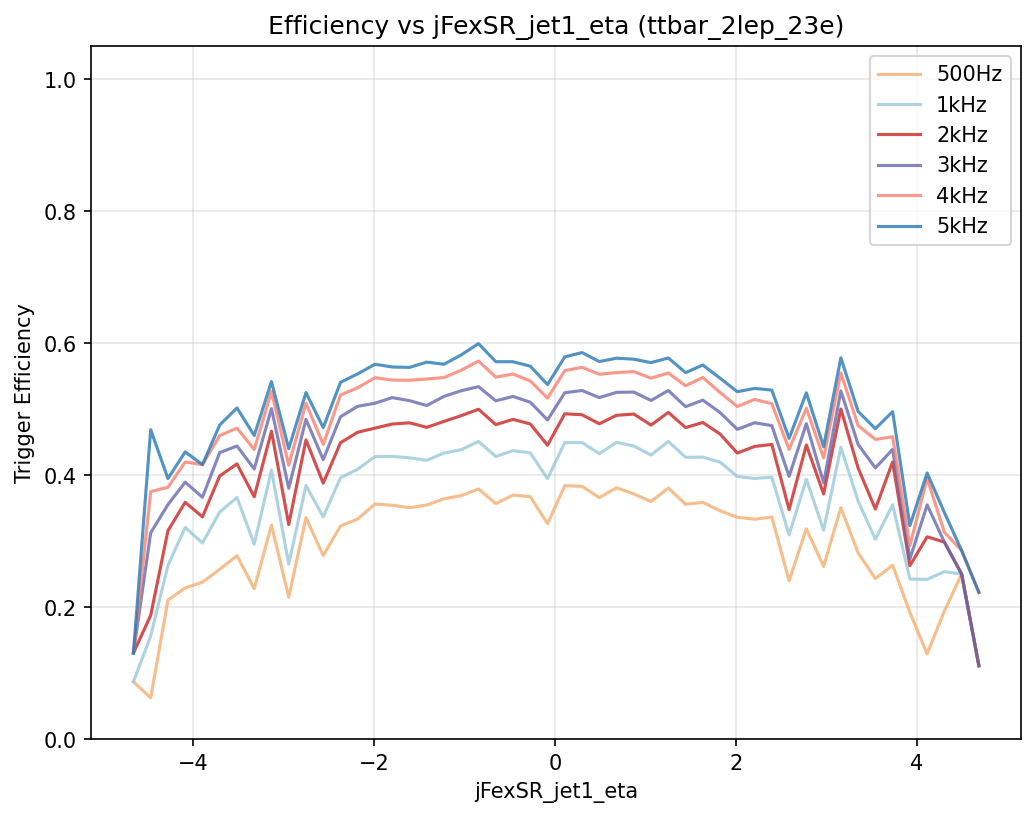 Efficiency vs jFexSR_jet1_eta (ttbar_2lep_23e)
500Hz
1kHz
2kHz
3kHz
4kHz
5kHz
Trigger Efficiency
1.0
0.8
0.6
0.4
0.2
0.0
−4
−2
0
2
4
jFexSR_jet1_eta